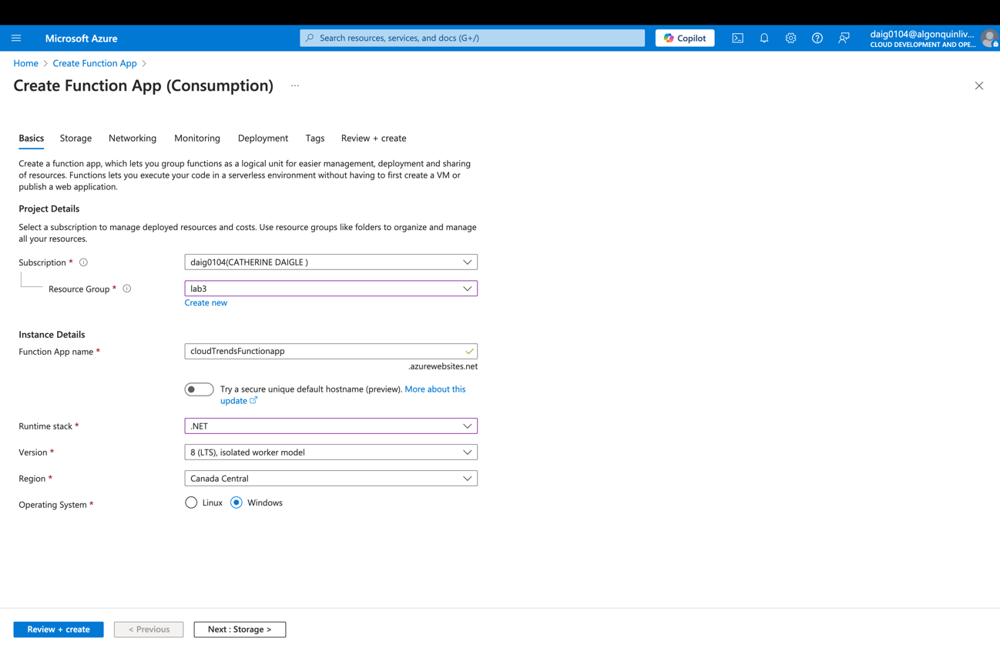 Microsoft Azure
Search resources, services, and docs (G+/)
Copilot
daig0104@algonquinliv...
CLOUD DEVELOPMENT AND OPE...
Home > Create Function App >
Create Function App (Consumption) ...
Basics Storage Networking Monitoring Deployment Tags Review + create
Create a function app, which lets you group functions as a logical unit for easier management, deployment and sharing
of resources. Functions lets you execute your code in a serverless environment without having to first create a VM or
publish a web application.
Project Details
Select a subscription to manage deployed resources and costs. Use resource groups like folders to organize and manage
all your resources.
Subscription * daig0104(CATHERINE DAIGLE )
Resource Group * lab3
Create new
Instance Details
Function App name * cloudTrendsFunctionapp
.azurewebsites.net
Try a secure unique default hostname (preview). More about this
update
Runtime stack * .NET
Version * 8 (LTS), isolated worker model
Region * Canada Central
Operating System * Linux Windows
Review + create < Previous Next : Storage >